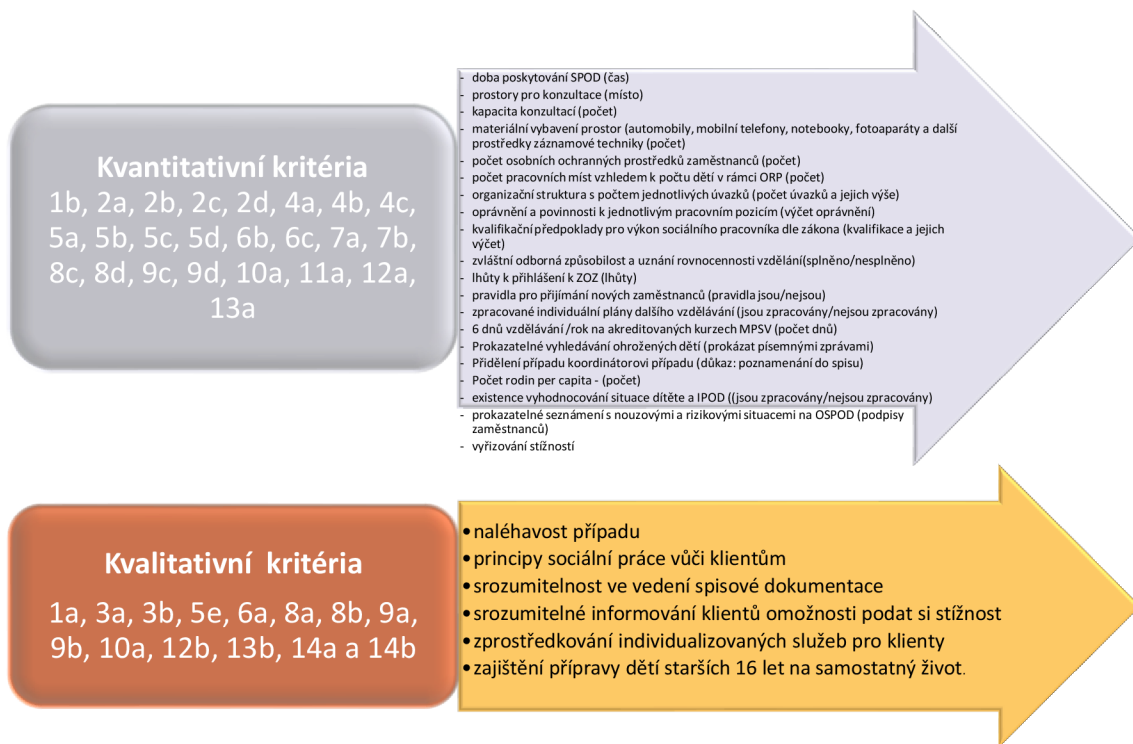 Kvantitativní kritéria
1b, 2a, 2b, 2c, 2d, 4a, 4b, 4c,
5a, 5b, 5c, 5d, 6b, 6c, 7a, 7b,
8c, 8d, 9c, 9d, 10a, 11a, 12a,
13a
- doba poskytování SPOD (čas)
- prostory pro konzultace (místo)
- kapacita konzultací (počet)
- materiální vybavení prostor (automobily, mobilní telefony, notebooky, fotoaparáty a další
prostředky záznamové techniky (počet)
- počet osobních ochranných prostředků zaměstnanců (počet)
- počet pracovních míst vzhledem k počtu dětí v rámci ORP (počet)
- organizační struktura s počtem jednotlivých úvazků (počet úvazků a jejich výše)
- oprávnění a povinnosti k jednotlivým pracovním pozicím (výčet oprávnění)
- kvalifikační předpoklady pro výkon sociálního pracovníka dle zákona (kvalifikace a jejich
výčet)
- zvláštní odborná způsobilost a uznání rovnocennosti vzdělání(splněno/nesplněno)
- lhůty k přihlášení k ZOZ (lhůty)
- pravidla pro přijímání nových zaměstnanců (pravidla jsou/nejsou)
- zpracované individuální plány dalšího vzdělávání (jsou zpracovány/nejsou zpracovány)
- 6 dnů vzdělávání /rok na akreditovaných kurzech MPSV (počet dnů)
- Prokazatelné vyhledávání ohrožených dětí (prokázat písemnými zprávami)
- Přidělení případu koordinátorovi případu (důkaz: poznamenání do spisu)
- Počet rodin per capita - (počet)
- existence vyhodnocování situace dítěte a IPOD ((jsou zpracovány/nejsou zpracovány)
- prokazatelné seznámení s nouzovými a rizikovými situacemi na OSPOD (podpisy
zaměstnanců)
- vyřizování stížností
Kvalitativní kritéria
1a, 3a, 3b, 5e, 6a, 8a, 8b, 9a,
9b, 10a, 12b, 13b, 14a a 14b
•naléhavost případu
•principy sociální práce vůči klientům
•srozumitelnost ve vedení spisové dokumentace
•srozumitelné informování klientů omožnosti podat si stížnost
•zprostředkování individualizovaných služeb pro klienty
•zajištění přípravy dětí starších 16 let na samostatný život.